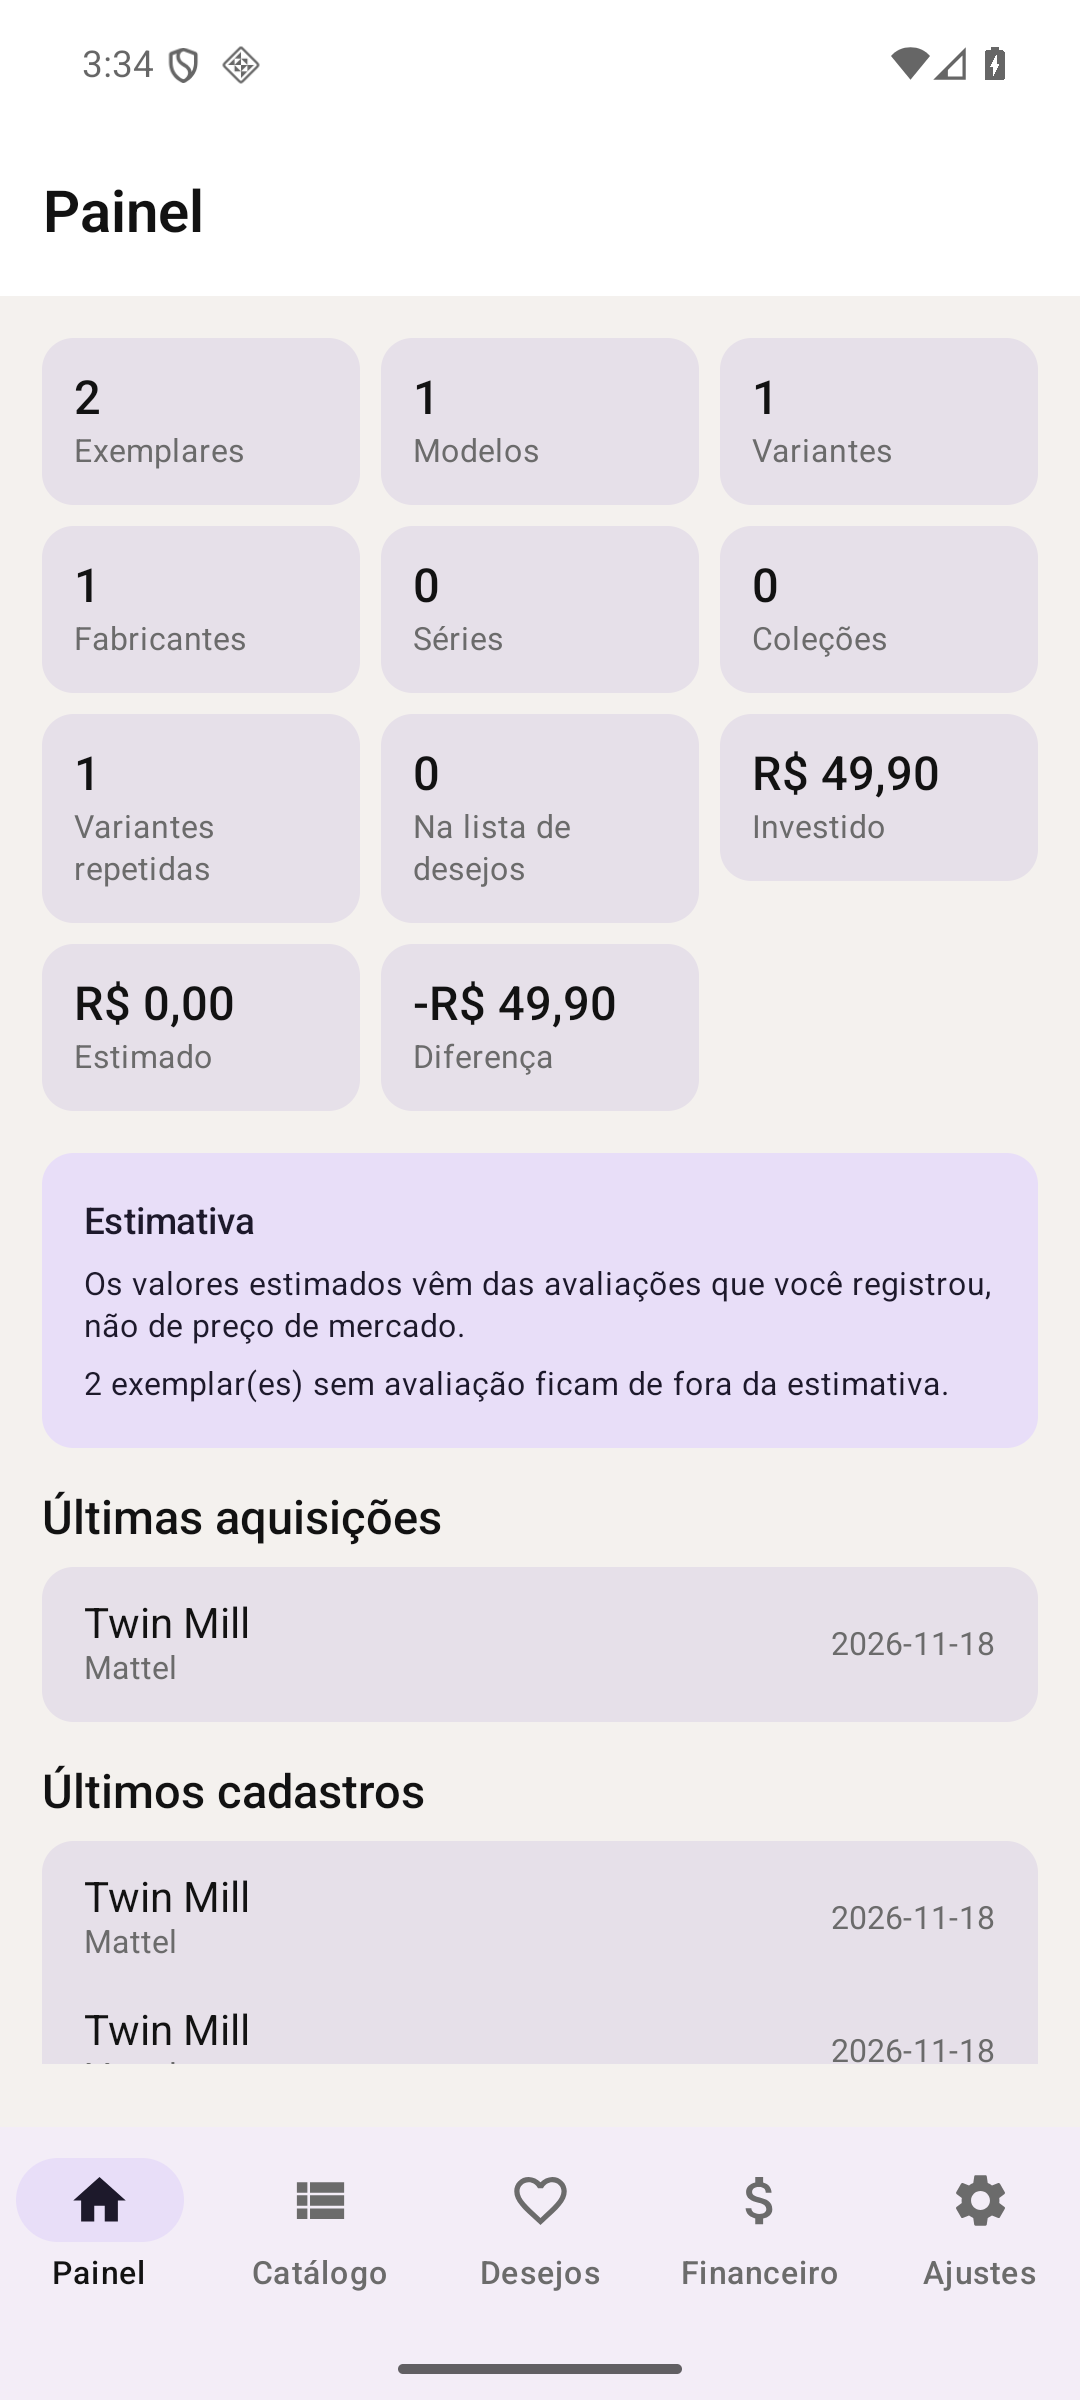 3:34
Painel
2
Exemplares
1
Modelos
1
Variantes
1
Fabricantes
0
Séries
0
Coleções
1
Variantes
repetidas
0
Na lista de
desejos
R$ 49,90
Investido
R$ 0,00
Estimado
-R$ 49,90
Diferença
Estimativa
Os valores estimados vêm das avaliações que você registrou,
não de preço de mercado.
2 exemplar(es) sem avaliação ficam de fora da estimativa.
Últimas aquisições
Twin Mill
Mattel
2026-11-18
Últimos cadastros
Twin Mill
Mattel
2026-11-18
Twin Mill
2026-11-18
Painel
Catálogo
Desejos
Financeiro
Ajustes